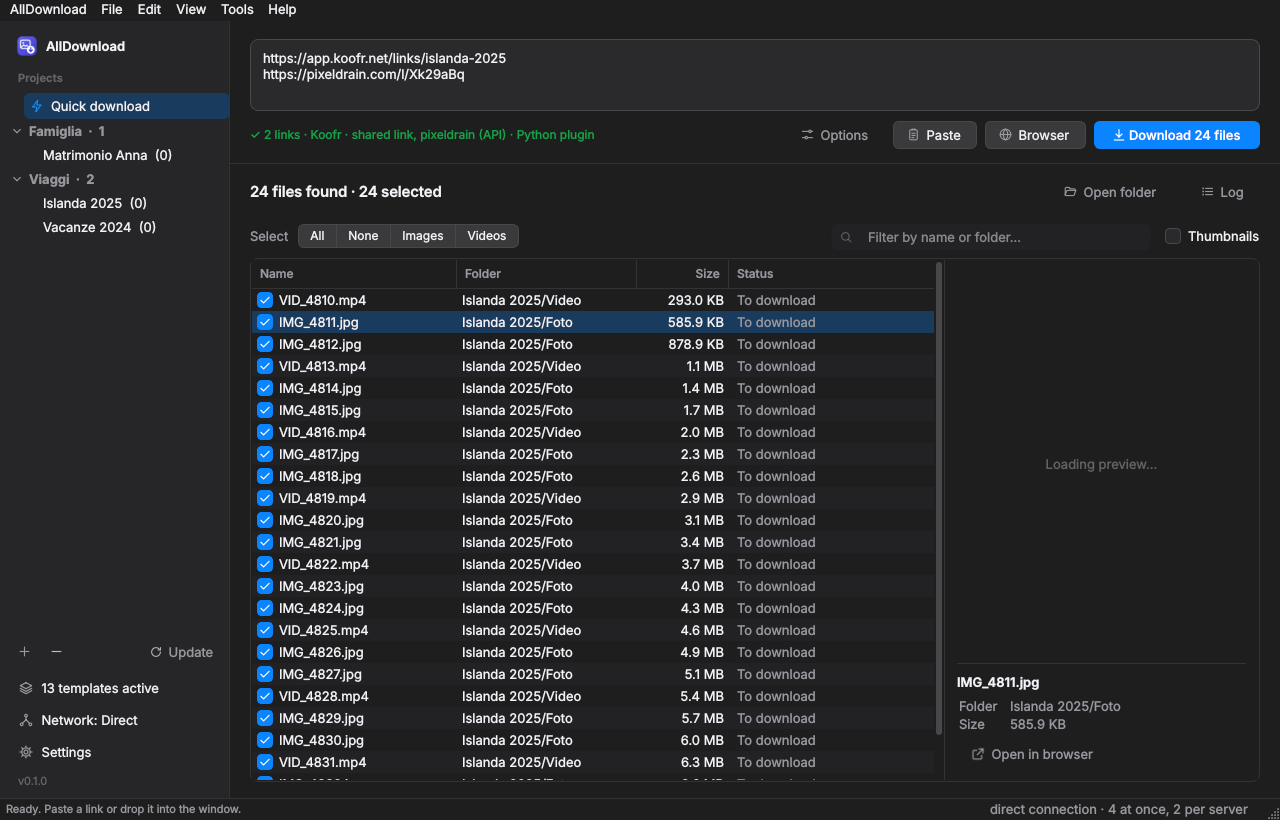 AllDownload File Edit View Tools Help
AllDownload
Projects
Quick download
Famiglia · 1
Matrimonio Anna (0)
Viaggi · 2
Islanda 2025 (0)
Vacanze 2024 (0)
Update
13 templates active
Network: Direct
Settings
v0.1.0
https://app.koofr.net/links/islanda-2025
https://pixeldrain.com/l/Xk29aBq
2 links · Koofr · shared link, pixeldrain (API) · Python plugin
Options Paste Browser Download 24 files
24 files found · 24 selected
Open folder Log
Select All None Images Videos
Filter by name or folder...
Thumbnails
Name Folder Size Status
VID_4810.mp4 Islanda 2025/Video 293.0 KB To download
IMG_4811.jpg Islanda 2025/Foto 585.9 KB To download
IMG_4812.jpg Islanda 2025/Foto 878.9 KB To download
VID_4813.mp4 Islanda 2025/Video 1.1 MB To download
IMG_4814.jpg Islanda 2025/Foto 1.4 MB To download
IMG_4815.jpg Islanda 2025/Foto 1.7 MB To download
VID_4816.mp4 Islanda 2025/Video 2.0 MB To download
IMG_4817.jpg Islanda 2025/Foto 2.3 MB To download
IMG_4818.jpg Islanda 2025/Foto 2.6 MB To download
VID_4819.mp4 Islanda 2025/Video 2.9 MB To download
IMG_4820.jpg Islanda 2025/Foto 3.1 MB To download
IMG_4821.jpg Islanda 2025/Foto 3.4 MB To download
VID_4822.mp4 Islanda 2025/Video 3.7 MB To download
IMG_4823.jpg Islanda 2025/Foto 4.0 MB To download
IMG_4824.jpg Islanda 2025/Foto 4.3 MB To download
VID_4825.mp4 Islanda 2025/Video 4.6 MB To download
IMG_4826.jpg Islanda 2025/Foto 4.9 MB To download
IMG_4827.jpg Islanda 2025/Foto 5.1 MB To download
VID_4828.mp4 Islanda 2025/Video 5.4 MB To download
IMG_4829.jpg Islanda 2025/Foto 5.7 MB To download
IMG_4830.jpg Islanda 2025/Foto 6.0 MB To download
VID_4831.mp4 Islanda 2025/Video 6.3 MB To download
Loading preview...
IMG_4811.jpg
Folder Islanda 2025/Foto
Size 585.9 KB
Open in browser
Ready. Paste a link or drop it into the window.
direct connection · 4 at once, 2 per server